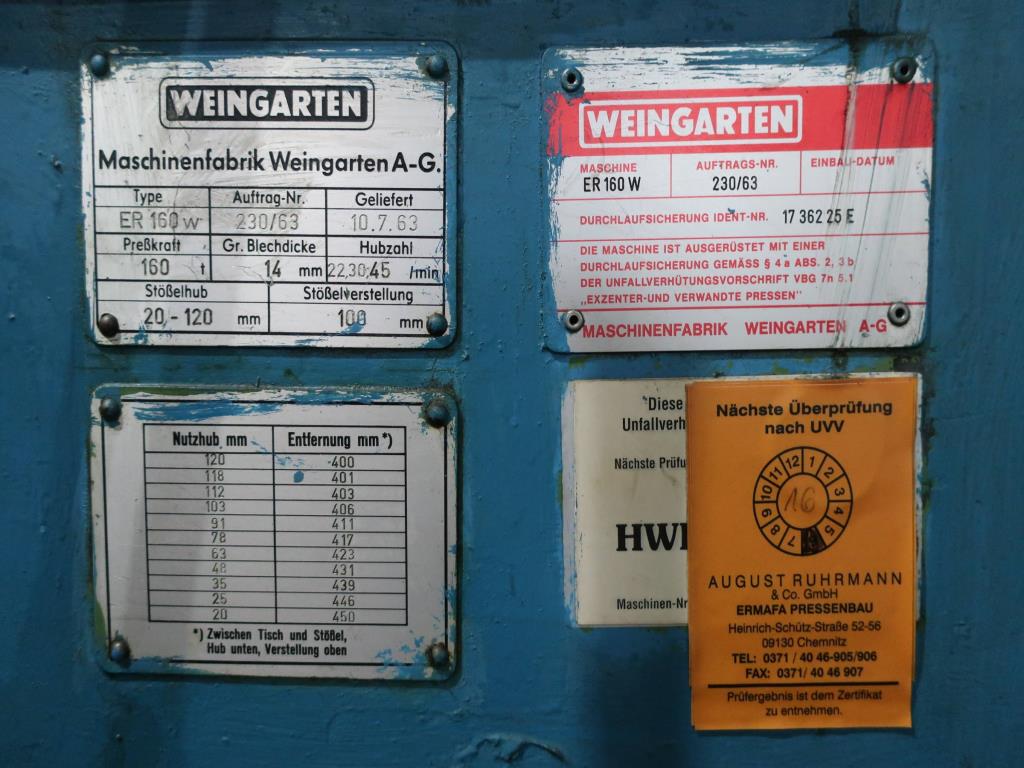 WEINGARTEN
Maschinenfabrik Weingarten A-G.
Type Auftrag-Nr. Geliefert
ER 160 W 230/63 10.7.63
Preßkraft Gr. Blechdicke Hubzahl
160 t 14 mm 22,30,45 /min
Stößelhub Stößelverstellung
20-120 mm 100 mm
WEINGARTEN
MASCHINE AUFTRAGS-NR. EINBAU-DATUM
ER 160 W 230/63
DURCHLAUFSICHERUNG IDENT-NR. 17 362 25 E
DIE MASCHINE IST AUSGERÜSTET MIT EINER
DURCHLAUFSICHERUNG GEMÄSS § 4 a ABS. 2, 3 b
DER UNFALLVERHÜTUNGSVORSCHRIFT VBG 7n 5.1
„EXZENTER-UND VERWANDTE PRESSEN"
MASCHINENFABRIK WEINGARTEN A-G
Nutzhub mm Entfernung mm *)
120 400
118 401
112 403
103 406
91 411
78 417
63 423
48 431
35 439
25 446
20 450
*) Zwischen Tisch und Stößel,
Hub unten, Verstellung oben
Diese
Unfallverh
Nächste Prüfu
HW
Maschinen-Nr
Nächste Überprüfung
nach UVV
12 1 2 3 4 5 7 8 9 10 11
16
AUGUST RUHRMANN
& Co. GmbH
ERMAFA PRESSENBAU
Heinrich-Schütz-Straße 52-56
09130 Chemnitz
TEL: 0371 / 40 46-905/906
FAX: 0371/ 40 46 907
Prüfergebnis ist dem Zertifikat
zu entnehmen.